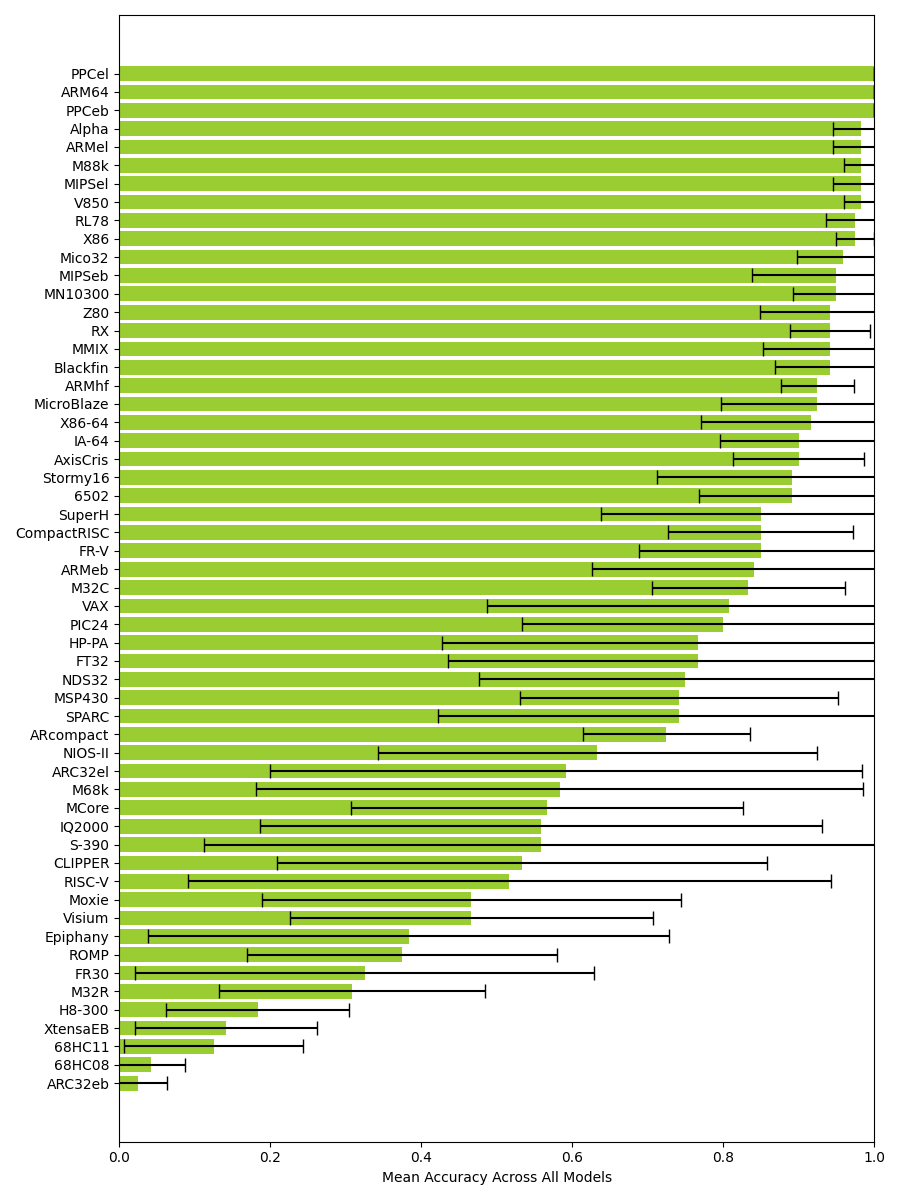 PPCel
ARM64
PPCeb
Alpha
ARMel
M88k
MIPSel
V850
RL78
X86
Mico32
MIPSeb
MN10300
Z80
RX
MMIX
Blackfin
ARMhf
MicroBlaze
X86-64
IA-64
AxisCris
Stormy16
6502
SuperH
CompactRISC
FR-V
ARMeb
M32C
VAX
PIC24
HP-PA
FT32
NDS32
MSP430
SPARC
ARcompact
NIOS-II
ARC32el
M68k
MCore
IQ2000
S-390
CLIPPER
RISC-V
Moxie
Visium
Epiphany
ROMP
FR30
M32R
H8-300
XtensaEB
68HC11
68HC08
ARC32eb
0.0 0.2 0.4 0.6 0.8 1.0
Mean Accuracy Across All Models